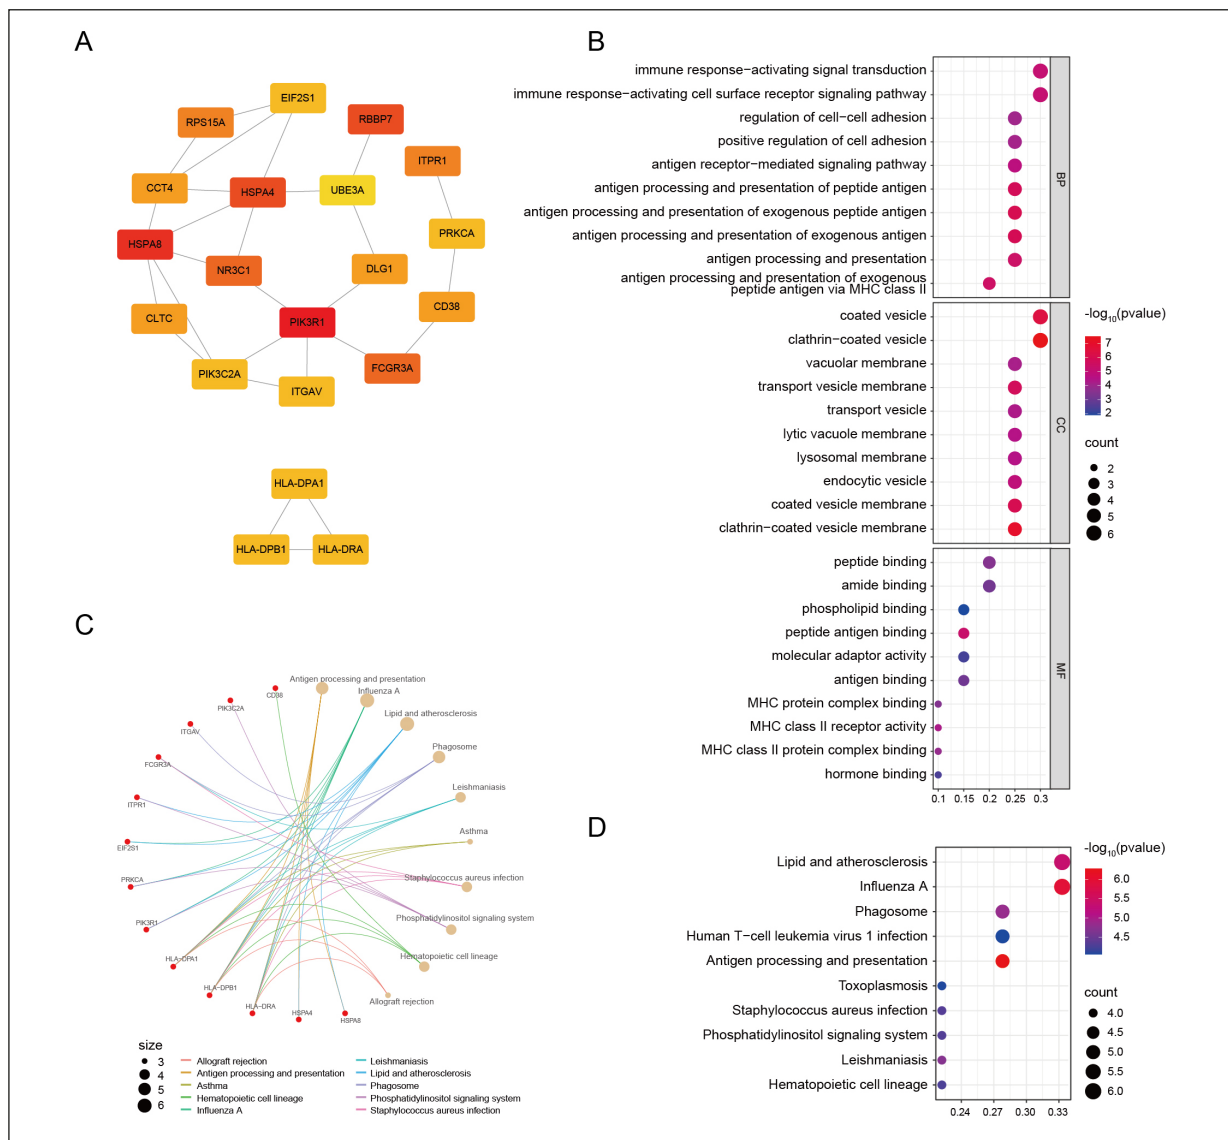 A
EIF2S1
RPS15A
RBBP7
ITPR1
CCT4
HSPA4
UBE3A
PRKCA
HSPA8
NR3C1
DLG1
CD38
CLTC
PIK3R1
PIK3C2A
FCGR3A
ITGAV
HLA-DPA1
HLA-DPB1
HLA-DRA
B
immune response−activating signal transduction
immune response−activating cell surface receptor signaling pathway
regulation of cell−cell adhesion
positive regulation of cell adhesion
antigen receptor−mediated signaling pathway
antigen processing and presentation of peptide antigen
antigen processing and presentation of exogenous peptide antigen
antigen processing and presentation of exogenous antigen
antigen processing and presentation
antigen processing and presentation of exogenous
peptide antigen via MHC class II
BP
coated vesicle
clathrin−coated vesicle
vacuolar membrane
transport vesicle membrane
transport vesicle
lytic vacuole membrane
lysosomal membrane
endocytic vesicle
coated vesicle membrane
clathrin−coated vesicle membrane
CC
peptide binding
amide binding
phospholipid binding
peptide antigen binding
molecular adaptor activity
antigen binding
MHC protein complex binding
MHC class II receptor activity
MHC class II protein complex binding
hormone binding
MF
0.1 0.15 0.2 0.25 0.3
-log10(pvalue)
7
6
5
4
3
2
count
2
3
4
5
6
C
Antigen processing and presentation
Influenza A
Lipid and atherosclerosis
Phagosome
Leishmaniasis
Asthma
Staphylococcus aureus infection
Phosphatidylinositol signaling system
Hematopoietic cell lineage
Allograft rejection
CD38
PIK3C2A
ITGAV
FCGR3A
ITPR1
EIF2S1
PRKCA
PIK3R1
HLA-DPA1
HLA-DPB1
HLA-DRA
HSPA4
HSPA8
size
3
4
5
6
Allograft rejection
Antigen processing and presentation
Asthma
Hematopoietic cell lineage
Influenza A
Leishmaniasis
Lipid and atherosclerosis
Phagosome
Phosphatidylinositol signaling system
Staphylococcus aureus infection
D
Lipid and atherosclerosis
Influenza A
Phagosome
Human T−cell leukemia virus 1 infection
Antigen processing and presentation
Toxoplasmosis
Staphylococcus aureus infection
Phosphatidylinositol signaling system
Leishmaniasis
Hematopoietic cell lineage
0.24 0.27 0.30 0.33
-log10(pvalue)
6.0
5.5
5.0
4.5
count
4.0
4.5
5.0
5.5
6.0